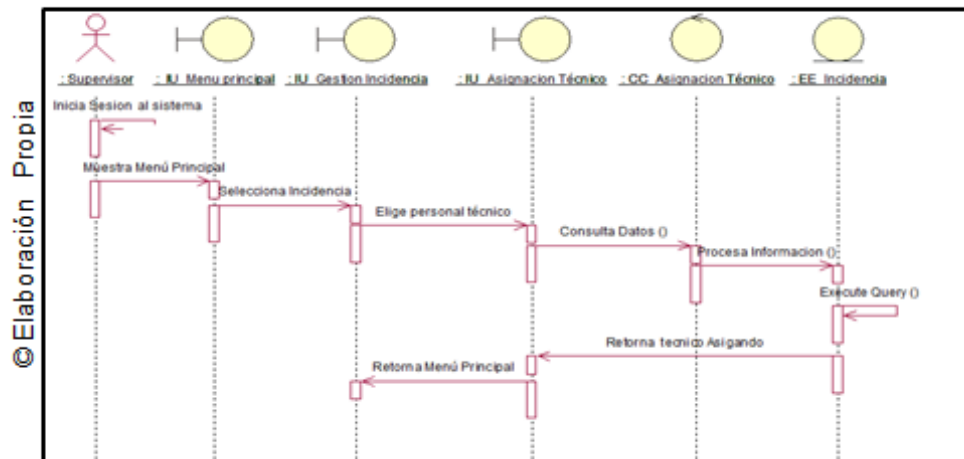 © Elaboración Propia
: Supervisor
: IU_Menu principal
: IU_Gestion Incidencia
: IU_Asignacion Técnico
: CC_Asignacion Técnico
: EE_Incidencia
Inicia Sesion al sistema
Muestra Menú Principal
Selecciona Incidencia
Elige personal técnico
Consulta Datos ()
Procesa Informacion ()
Execute Query ()
Retorna tecnico Asigando
Retorna Menú Principal